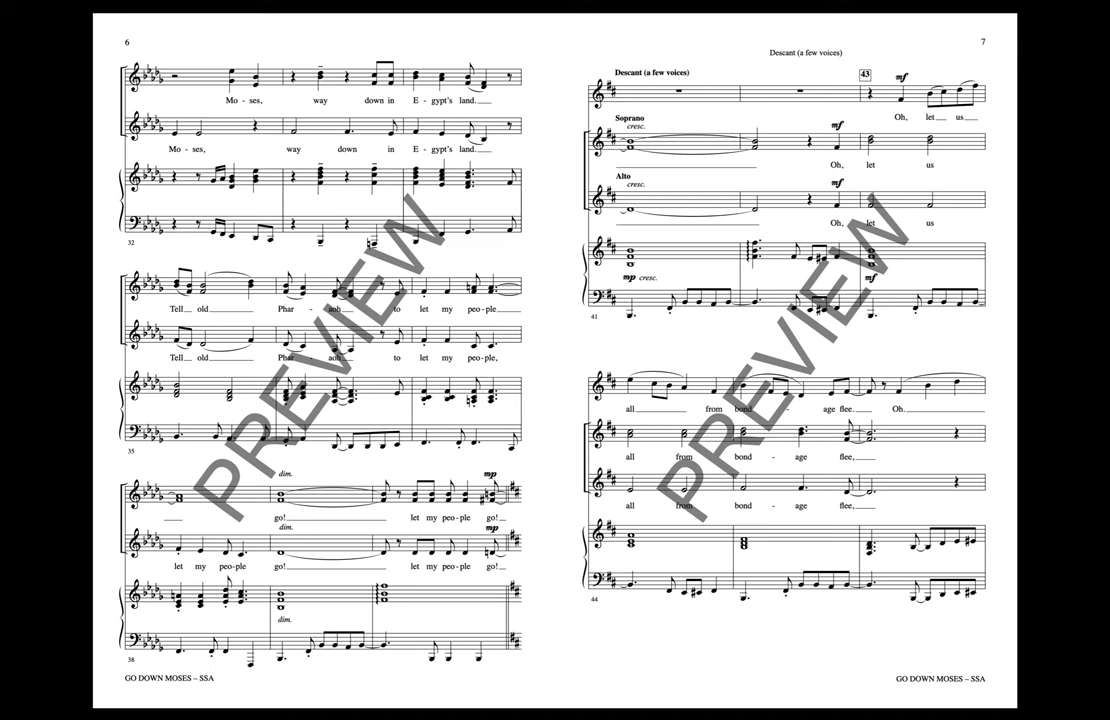 6
Mo - ses, way down in E - gypt's land.
Mo - ses, way down in E - gypt's land.
32
Tell old Phar - aoh to let my peo - ple
Tell old Phar - aoh to let my peo - ple,
35
dim. mp
go! let my peo - ple go!
dim. mp
let my peo - ple go! let my peo - ple go!
dim.
38
GO DOWN MOSES – SSA
PREVIEW
7
Descant (a few voices)
Descant (a few voices) 43 mf
Oh, let us
Soprano
cresc. mf
Oh, let us
Alto
cresc. mf
Oh, let us
mp cresc. mf
41
all from bond - age flee. Oh.
all from bond - age flee,
all from bond - age flee,
44
GO DOWN MOSES – SSA
PREVIEW